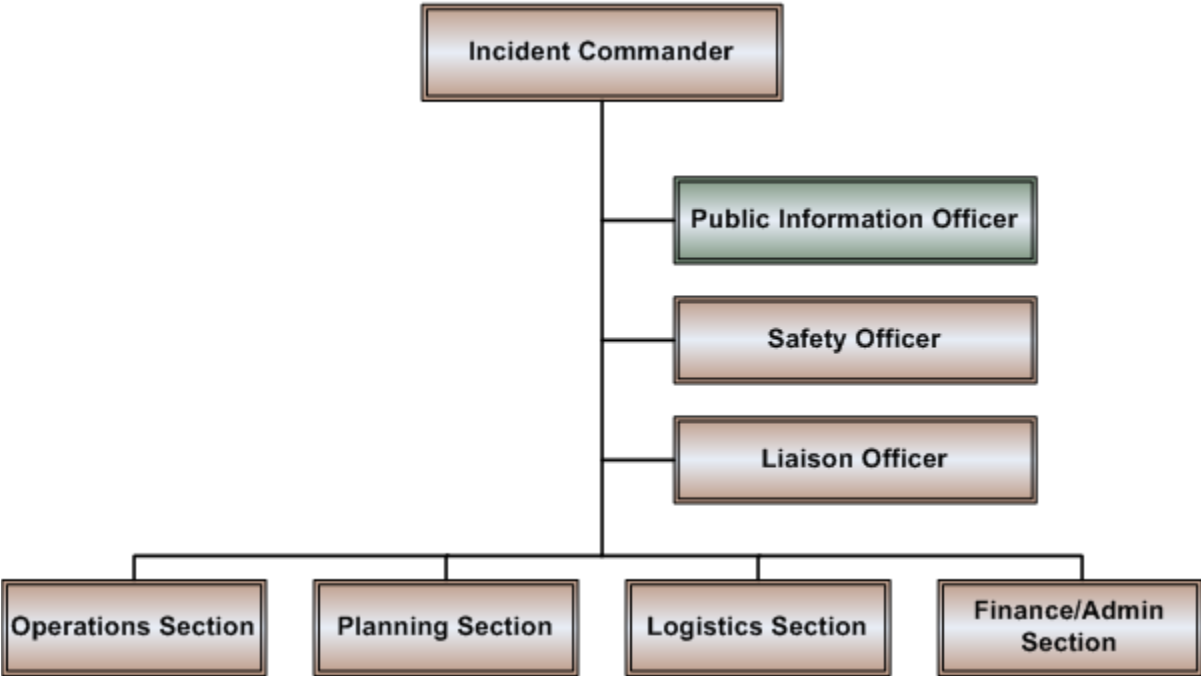 Incident Commander
Public Information Officer
Safety Officer
Liaison Officer
Operations Section
Planning Section
Logistics Section
Finance/Admin
Section